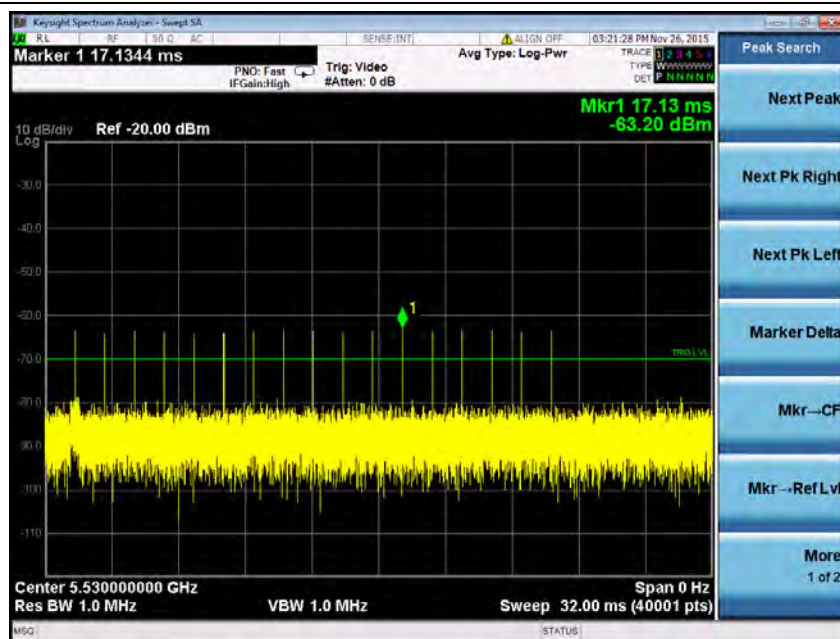 Keysight Spectrum Analyzer - Swept SA
LXI RL RF 50 Ω AC SENSE:INT ALIGN OFF 03:21:28 PM Nov 26, 2015
Marker 1 17.1344 ms
PNO: Fast
IFGain:High
Trig: Video
#Atten: 0 dB
Avg Type: Log-Pwr
TRACE 1 2 3 4 5 6
TYPE WWWWWW
DET P N N N N N
Peak Search
Mkr1 17.13 ms
-63.20 dBm
10 dB/div
Log
Ref -20.00 dBm
-30.0
-40.0
-50.0
-60.0
-70.0
-80.0
-90.0
-100
-110
1
TRIG LVL
Center 5.530000000 GHz
Span 0 Hz
Res BW 1.0 MHz
VBW 1.0 MHz
Sweep 32.00 ms (40001 pts)
MSG
STATUS
Next Peak
Next Pk Right
Next Pk Left
Marker Delta
Mkr→CF
Mkr→Ref Lvl
More
1 of 2